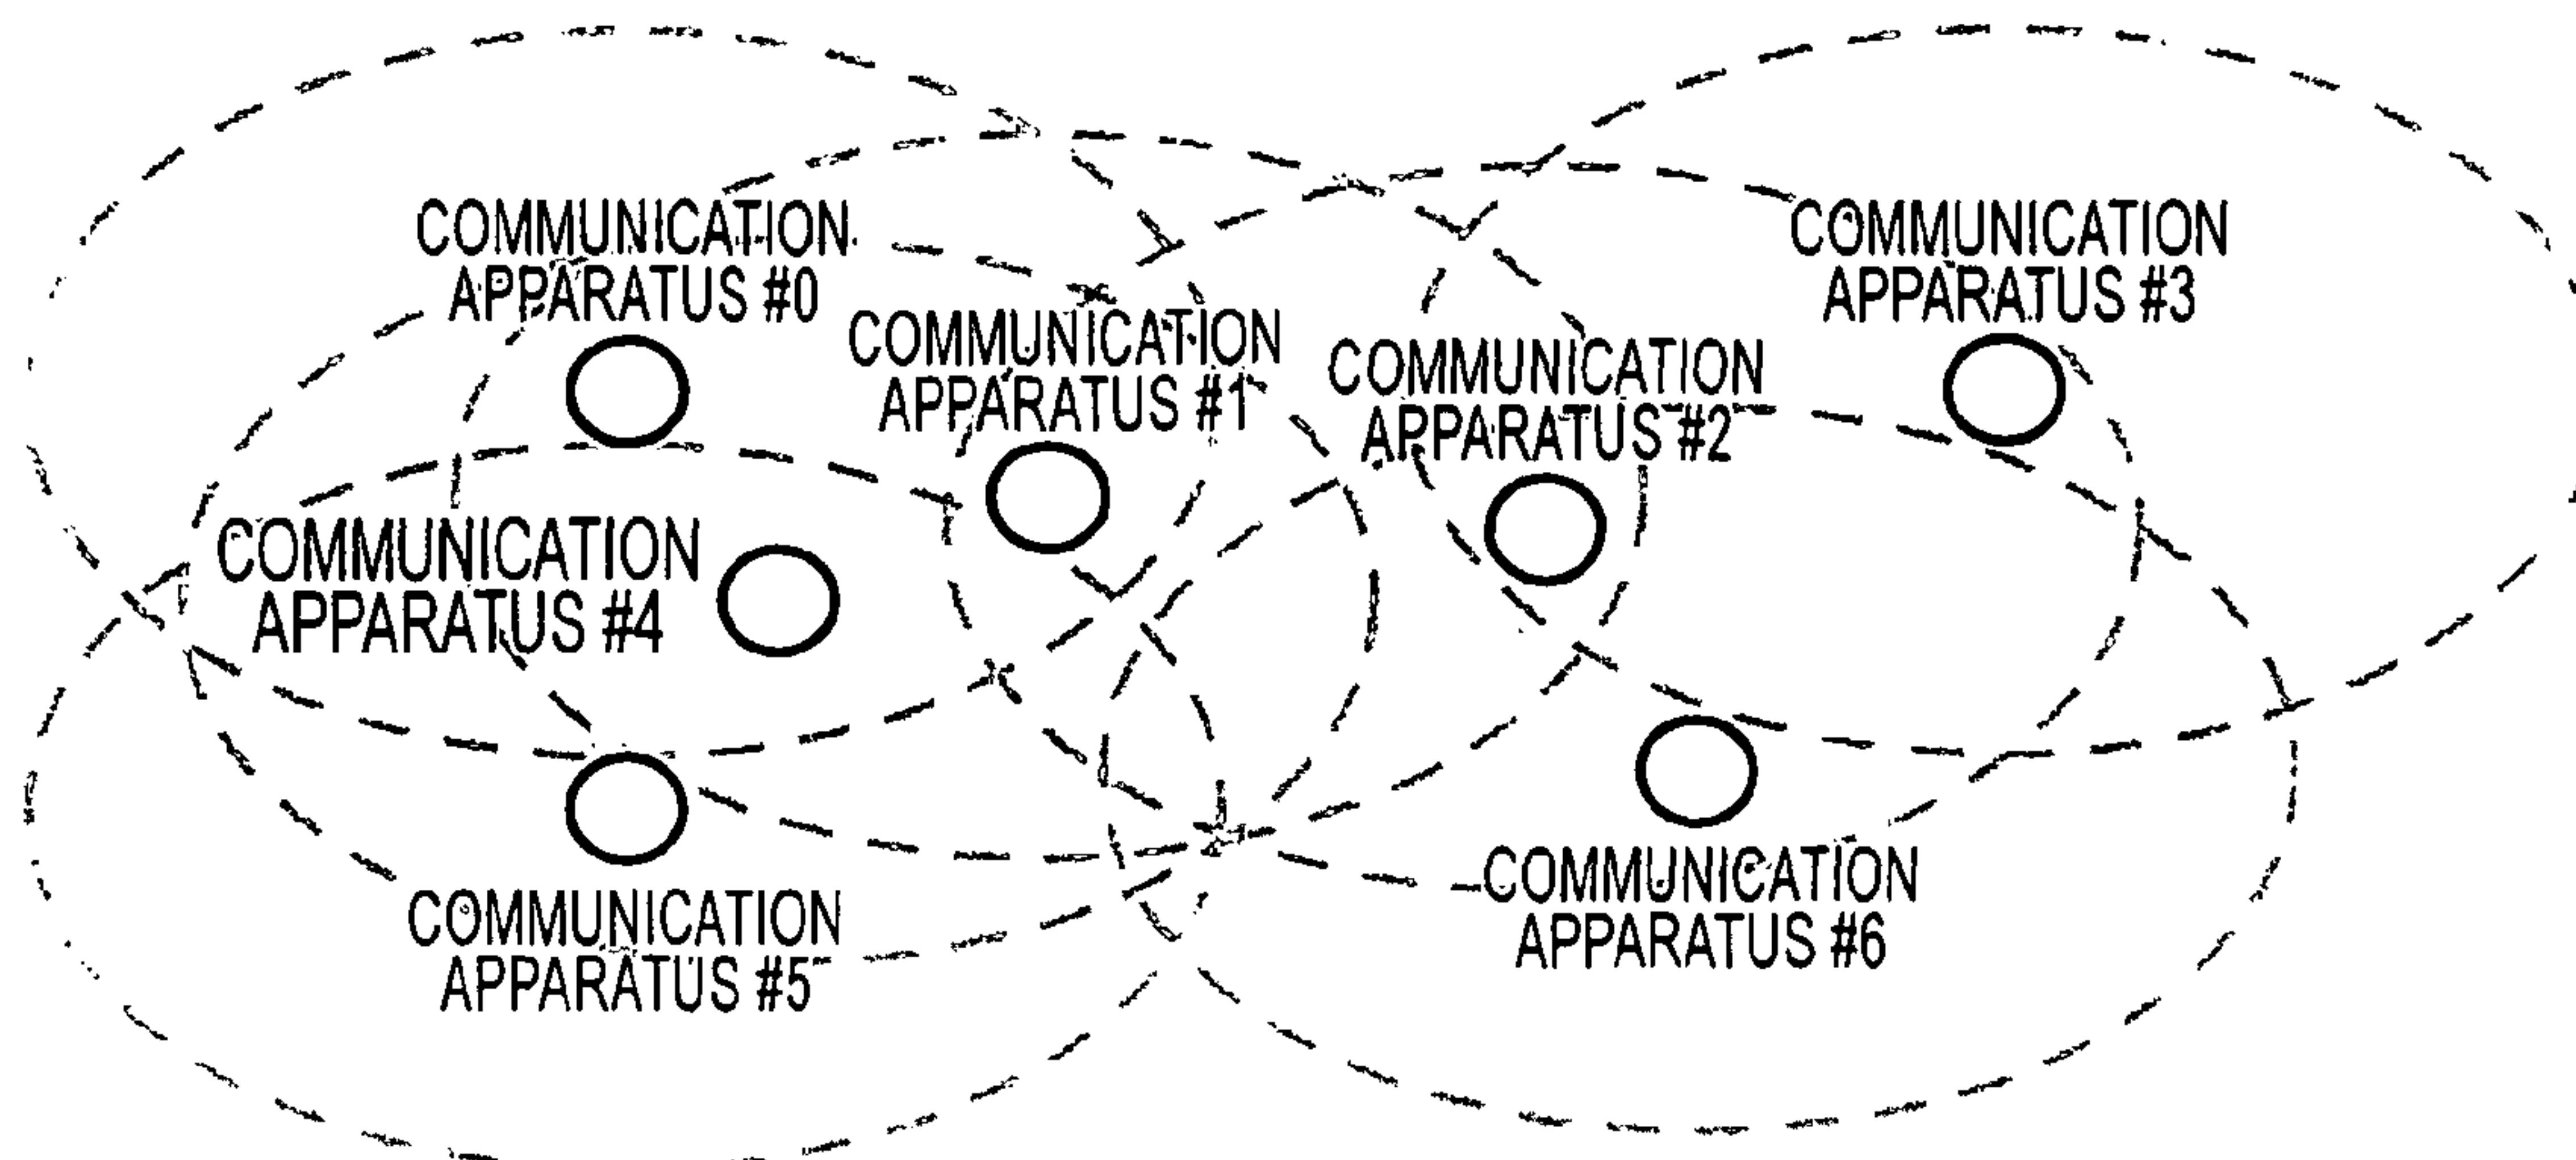 COMMUNICATION
APPARATUS #0
COMMUNICATION
APPARATUS #1
COMMUNICATION
APPARATUS #2
COMMUNICATION
APPARATUS #3
COMMUNICATION
APPARATUS #4
COMMUNICATION
APPARATUS #5
COMMUNICATION
APPARATUS #6